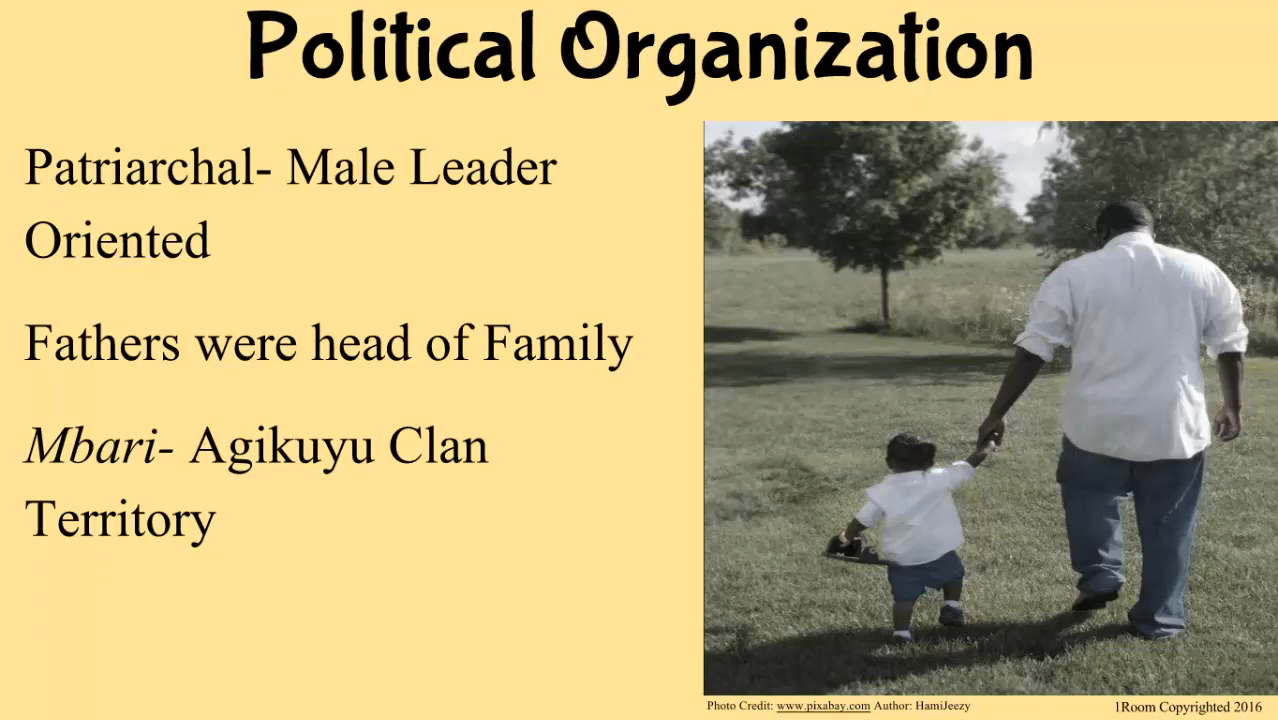 Political Organization
Patriarchal- Male Leader
Oriented
Fathers were head of Family
Mbari- Agikuyu Clan
Territory
Photo Credit: www.pixabay.com Author: HamiJeezy
1Room Copyrighted 2016